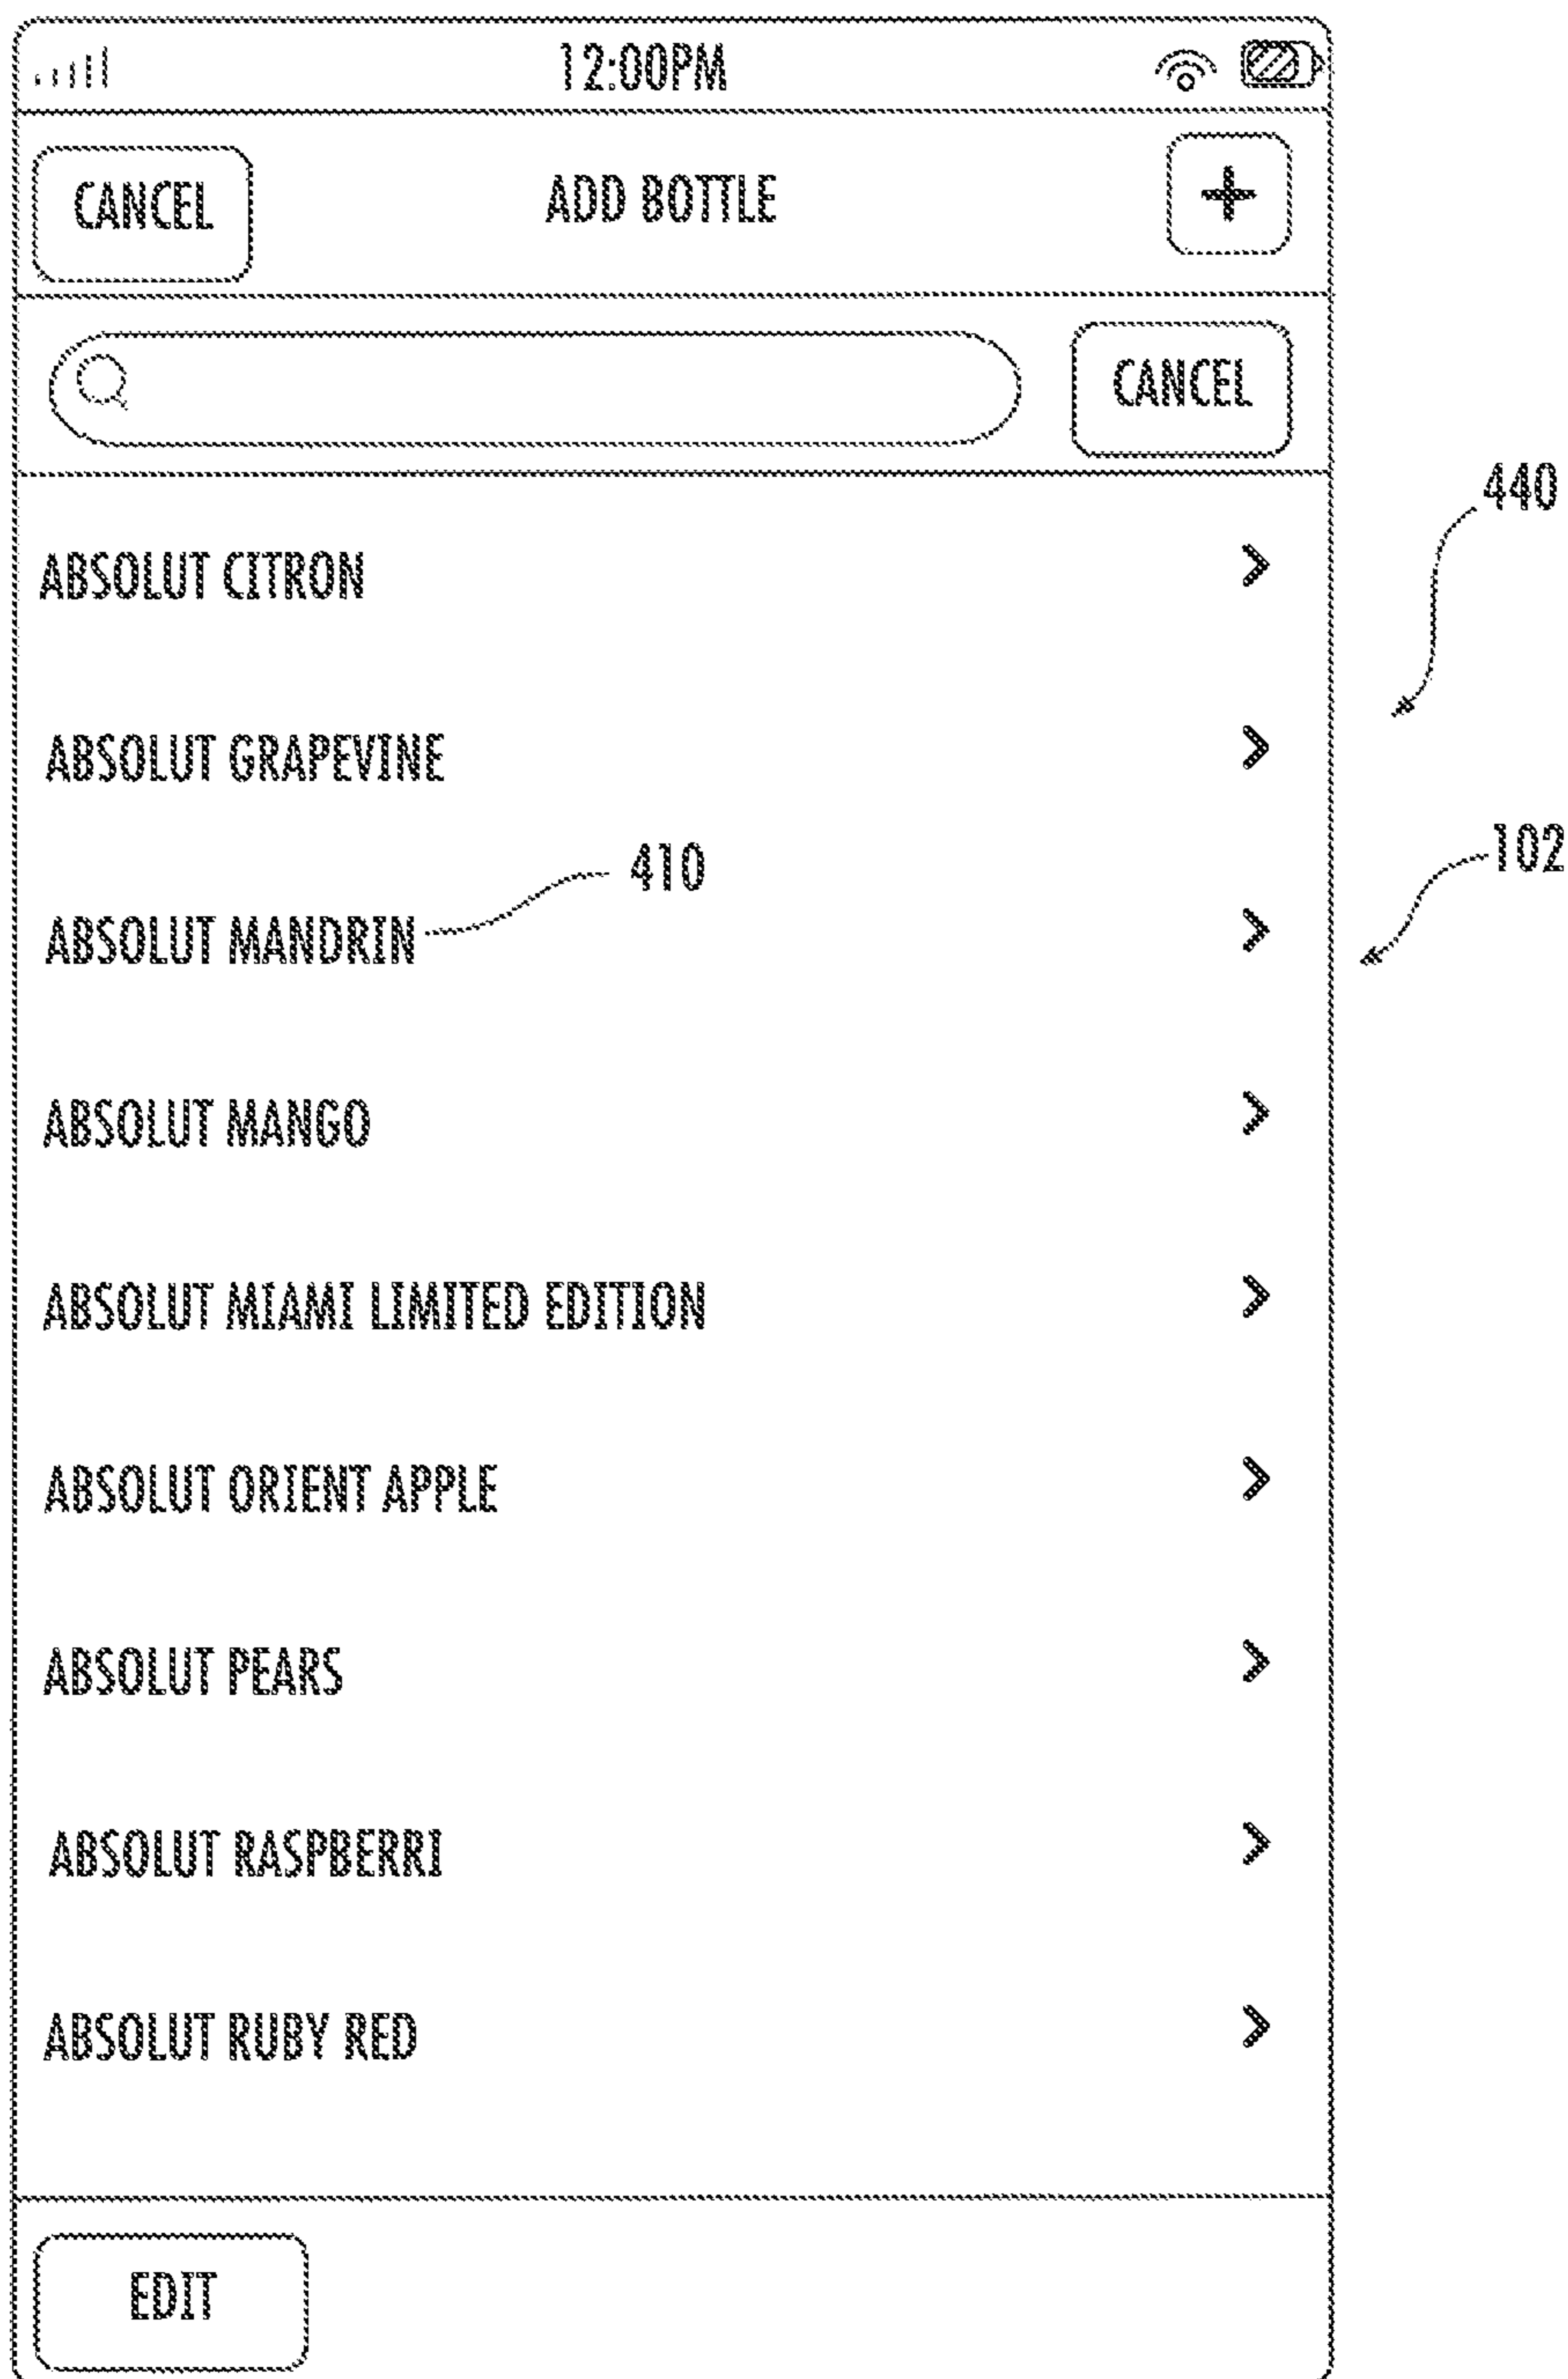 12:00PM
CANCEL ADD BOTTLE +
CANCEL
440
ABSOLUT CITRON >
ABSOLUT GRAPEVINE >
102
410
ABSOLUT MANDRIN >
ABSOLUT MANGO >
ABSOLUT MIAMI LIMITED EDITION >
ABSOLUT ORIENT APPLE >
ABSOLUT PEARS >
ABSOLUT RASPBERRI >
ABSOLUT RUBY RED >
EDIT